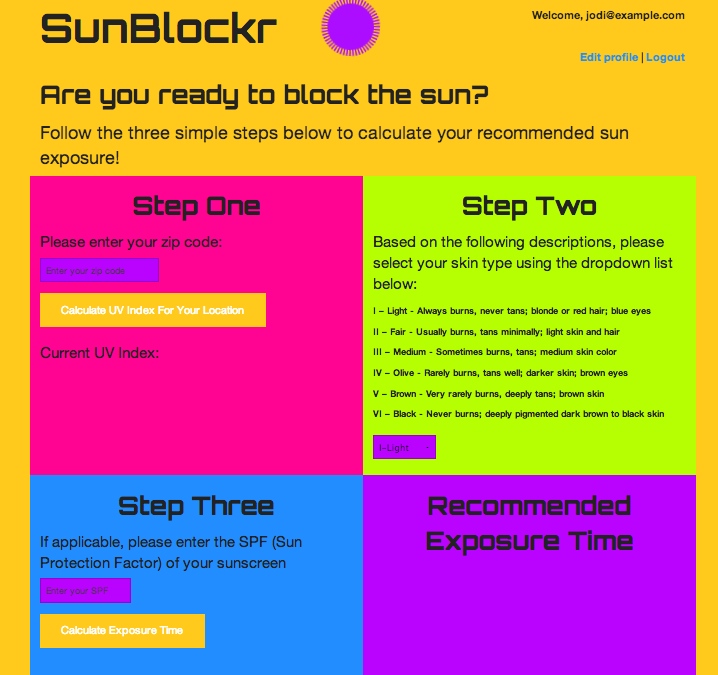 SunBlockr
Welcome, jodi@example.com
Edit profile | Logout
Are you ready to block the sun?
Follow the three simple steps below to calculate your recommended sun
exposure!
Step One
Please enter your zip code:
Enter your zip code
Calculate UV Index For Your Location
Current UV Index:
Step Two
Based on the following descriptions, please
select your skin type using the dropdown list
below:
I – Light - Always burns, never tans; blonde or red hair; blue eyes
II – Fair - Usually burns, tans minimally; light skin and hair
III – Medium - Sometimes burns, tans; medium skin color
IV – Olive - Rarely burns, tans well; darker skin; brown eyes
V – Brown - Very rarely burns, deeply tans; brown skin
VI – Black - Never burns; deeply pigmented dark brown to black skin
I–Light
Step Three
If applicable, please enter the SPF (Sun
Protection Factor) of your sunscreen
Enter your SPF
Calculate Exposure Time
Recommended
Exposure Time